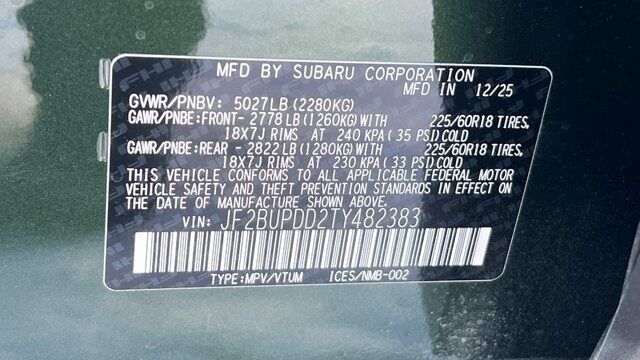 MFD BY SUBARU CORPORATION
MFD IN 12/25
GVWR/PNBV: 5027LB (2280KG)
GAWR/PNBE:FRONT- 2778 LB (1260KG) WITH 225/60R18 TIRES,
18X7J RIMS AT 240 KPA (35 PSI) COLD
GAWR/PNBE:REAR - 2822 LB (1280KG) WITH 225/60R18 TIRES,
18X7J RIMS AT 230 KPA (33 PSI) COLD
THIS VEHICLE CONFORMS TO ALL APPLICABLE FEDERAL MOTOR
VEHICLE SAFETY AND THEFT PREVENTION STANDARDS IN EFFECT ON
THE DATE OF MANUFACTURE SHOWN ABOVE.
VIN: JF2BUPDD2TY482383
TYPE:MPV/VTUM ICES/NMB-002